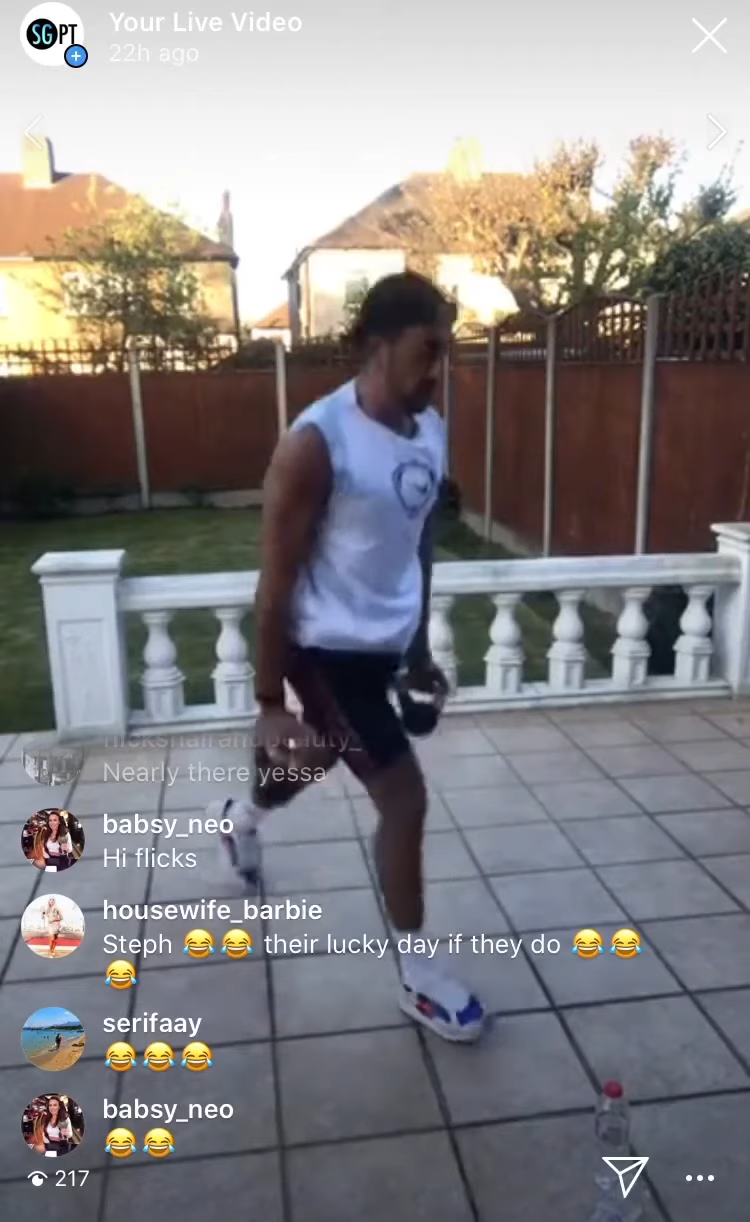 SGPT
Your Live Video
22h ago
nickshairandbeauty_
Nearly there yessa
babsy_neo
Hi flicks
housewife_barbie
Steph 😂😂 their lucky day if they do 😂😂
😂
serifaay
😂😂😂
babsy_neo
😂😂
217